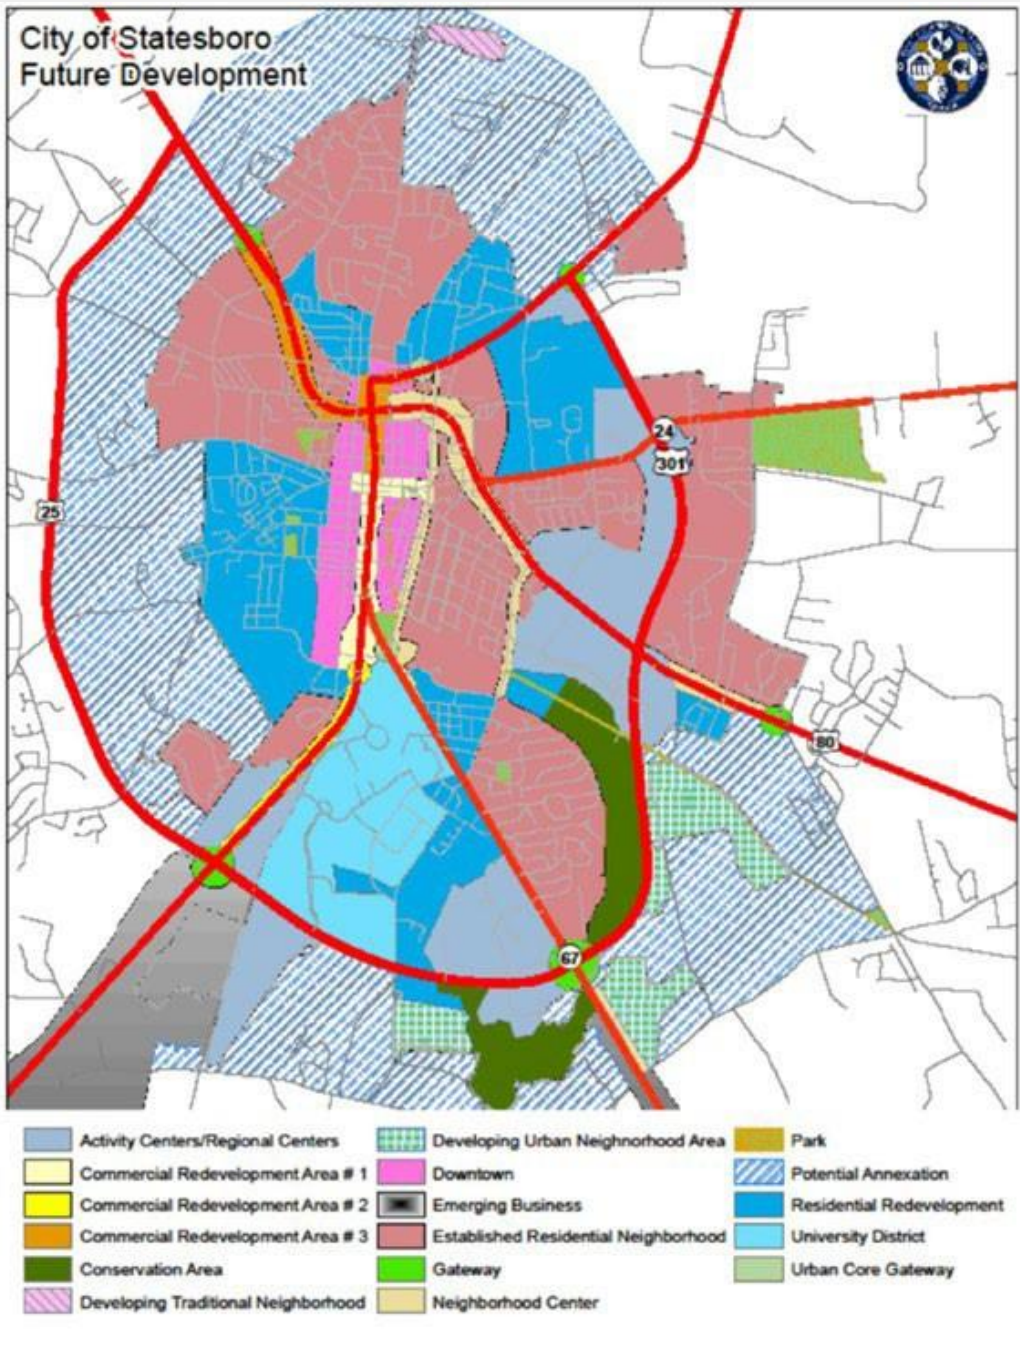 City of Statesboro
Future Development
24
301
25
80
67
Activity Centers/Regional Centers
Commercial Redevelopment Area # 1
Commercial Redevelopment Area # 2
Commercial Redevelopment Area # 3
Conservation Area
Developing Traditional Neighborhood
Developing Urban Neighnorhood Area
Downtown
Emerging Business
Established Residential Neighborhood
Gateway
Neighborhood Center
Park
Potential Annexation
Residential Redevelopment
University District
Urban Core Gateway